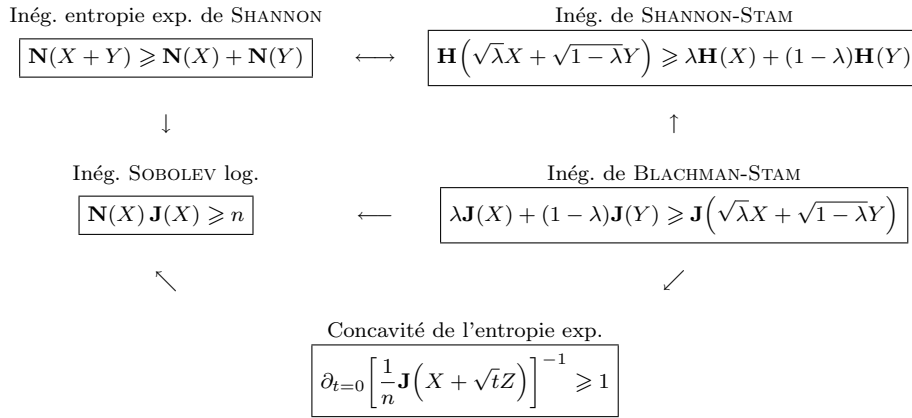 Inég. entropie exp. de SHANNON
Inég. de SHANNON-STAM
N(X + Y) ⩾ N(X) + N(Y)
⟷
H(√λX + √1 − λY) ⩾ λH(X) + (1 − λ)H(Y)
↓
↑
Inég. SOBOLEV log.
Inég. de BLACHMAN-STAM
N(X) J(X) ⩾ n
⟵
λJ(X) + (1 − λ)J(Y) ⩾ J(√λX + √1 − λY)
↖
↙
Concavité de l'entropie exp.
∂t=0[1/n J(X + √tZ)]−1 ⩾ 1